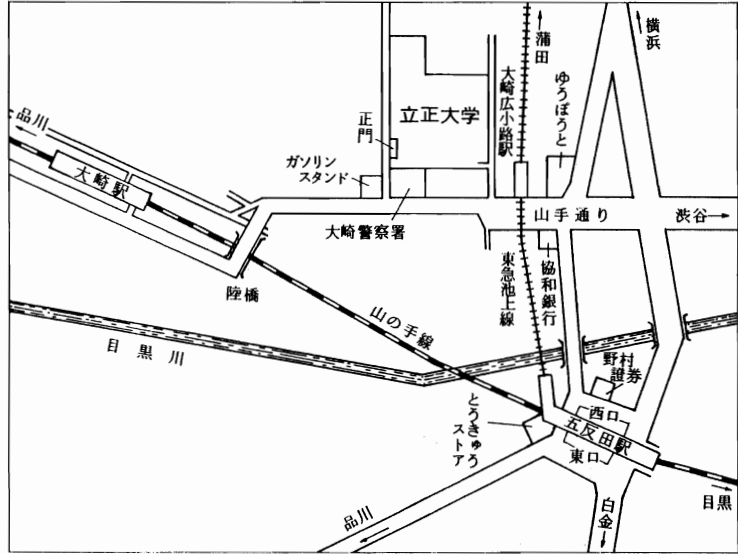 蒲田
横浜
品川
大崎駅
正門
立正大学
大崎広小路駅
ゆうぽうと
ガソリン
スタンド
大崎警察署
山手通り
渋谷
陸橋
東急池上線
協和銀行
山の手線
目黒川
野村
證券
とうきゅう
ストア
西口
五反田駅
東口
目黒
品川
白金